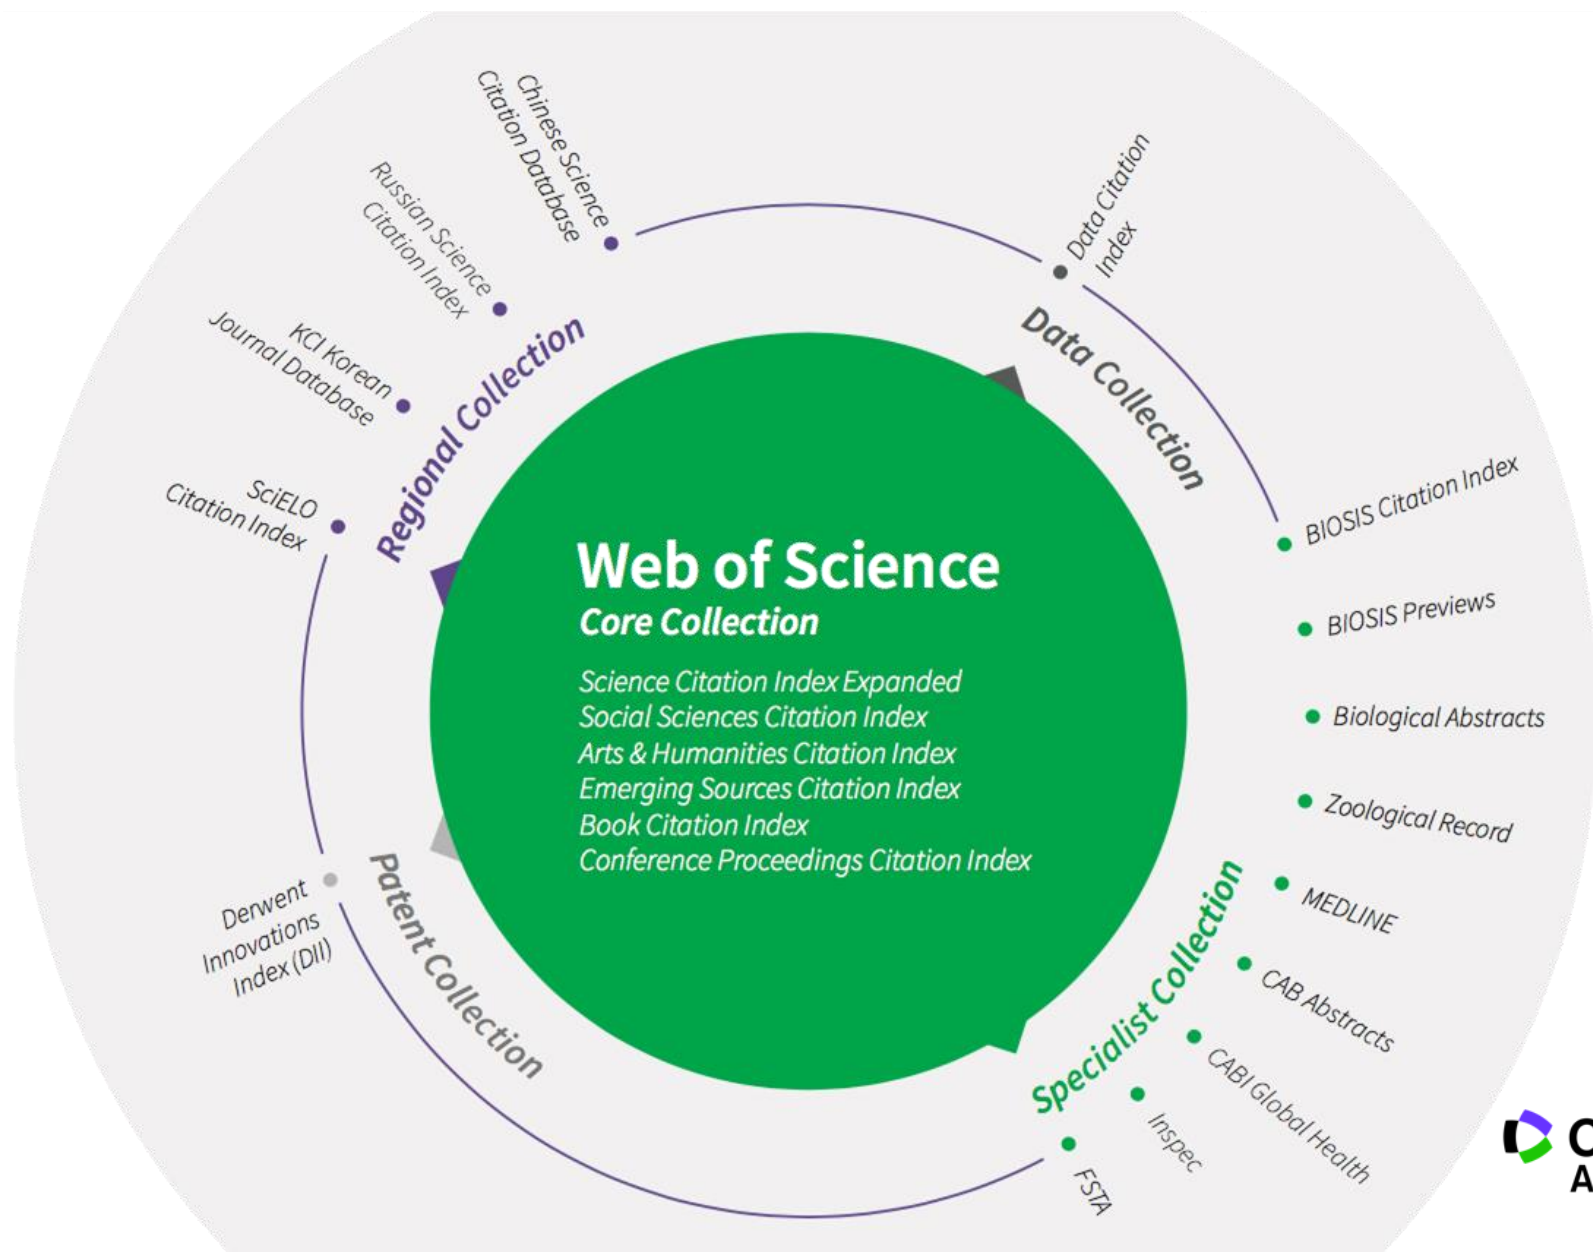 Chinese Science
Citation Database
Russian Science
Citation Index
KCI Korean
Journal Database
SciELO
Citation Index
Regional Collection
Data Citation
Index
Data Collection
Web of Science
Core Collection
Science Citation Index Expanded
Social Sciences Citation Index
Arts & Humanities Citation Index
Emerging Sources Citation Index
Book Citation Index
Conference Proceedings Citation Index
BIOSIS Citation Index
BIOSIS Previews
Biological Abstracts
Zoological Record
MEDLINE
CAB Abstracts
CABI Global Health
Inspec
FSTA
Specialist Collection
Derwent
Innovations
Index (DII)
Patent Collection